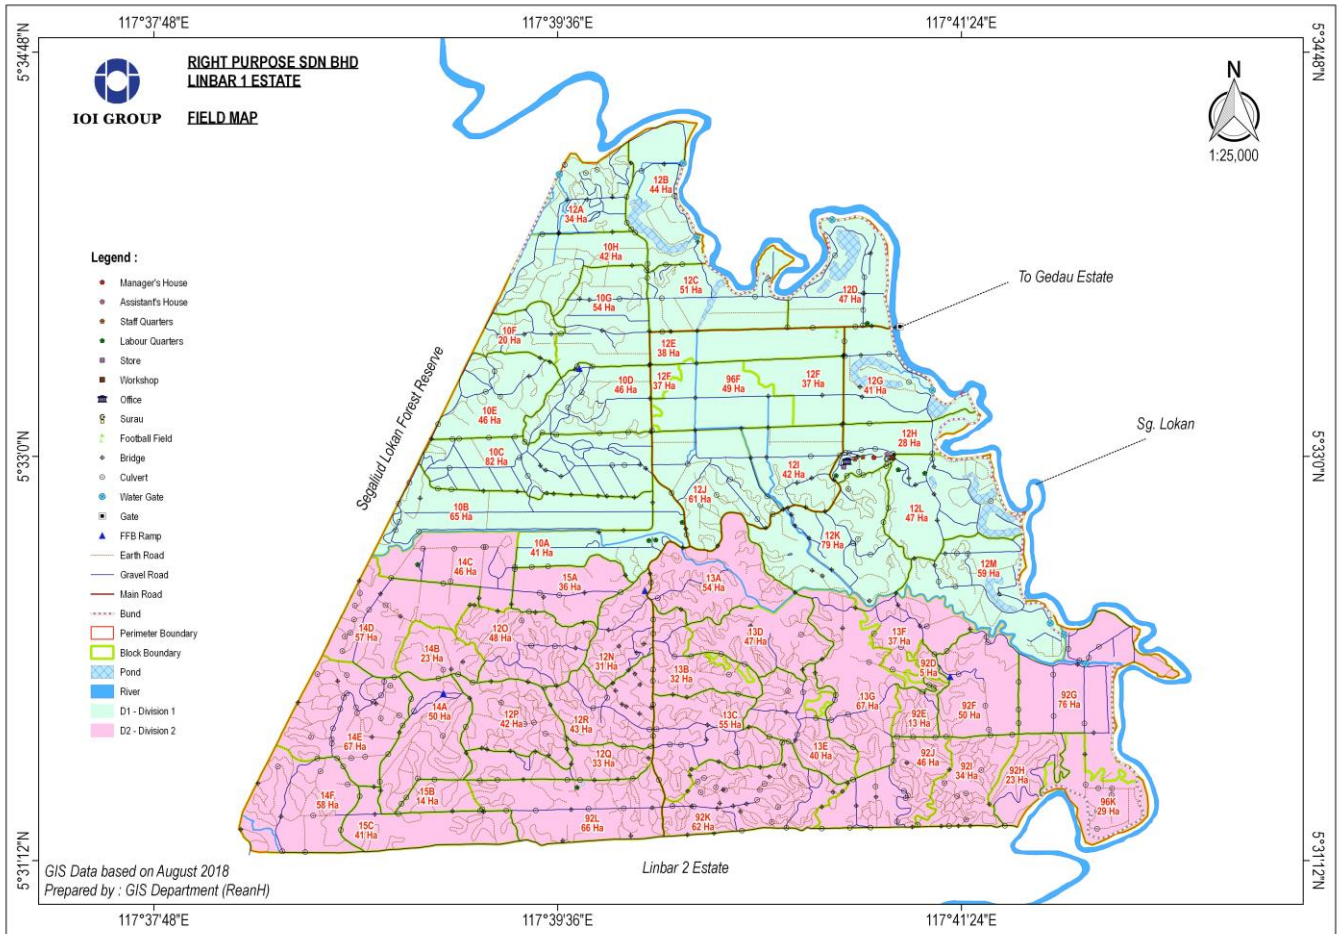 117°37'48"E
117°39'36"E
117°41'24"E
5°34'48"N
5°34'48"N
RIGHT PURPOSE SDN BHD
LINBAR 1 ESTATE
IOI GROUP
FIELD MAP
N
1:25,000
Legend :
Manager's House
Assistant's House
Staff Quarters
Labour Quarters
Store
Workshop
Office
Surau
Football Field
Bridge
Culvert
Water Gate
Gate
FFB Ramp
Earth Road
Gravel Road
Main Road
Bund
Perimeter Boundary
Block Boundary
Pond
River
D1 - Division 1
D2 - Division 2
12B
44 Ha
12A
34 Ha
10H
42 Ha
12C
51 Ha
12D
47 Ha
To Gedau Estate
10G
54 Ha
10F
20 Ha
12E
38 Ha
10D
46 Ha
12F
37 Ha
96F
49 Ha
12F
37 Ha
12G
41 Ha
Segaliud Lokan Forest Reserve
10E
46 Ha
12H
28 Ha
Sg. Lokan
5°33'0"N
5°33'0"N
10C
82 Ha
12I
42 Ha
12J
61 Ha
10B
65 Ha
12L
47 Ha
12K
79 Ha
10A
41 Ha
14C
46 Ha
12M
59 Ha
15A
36 Ha
13A
54 Ha
14D
57 Ha
12O
48 Ha
13D
47 Ha
13F
37 Ha
14B
23 Ha
12N
31 Ha
13B
32 Ha
92D
5 Ha
14A
50 Ha
12P
42 Ha
12R
43 Ha
13C
55 Ha
13G
67 Ha
92E
13 Ha
92F
50 Ha
92G
76 Ha
14E
67 Ha
12Q
33 Ha
13E
40 Ha
92J
46 Ha
92I
34 Ha
92H
23 Ha
14F
58 Ha
15B
14 Ha
96K
29 Ha
15C
41 Ha
92L
66 Ha
92K
62 Ha
5°31'12"N
5°31'12"N
Linbar 2 Estate
GIS Data based on August 2018
Prepared by : GIS Department (ReanH)
117°37'48"E
117°39'36"E
117°41'24"E